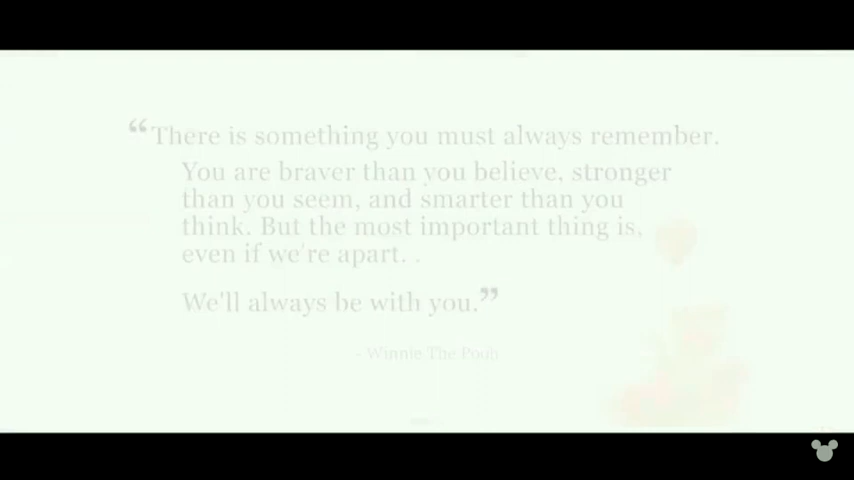 “There is something you must always remember.
You are braver than you believe, stronger
than you seem, and smarter than you
think. But the most important thing is,
even if we're apart. .
We'll always be with you.”
- Winnie The Pooh